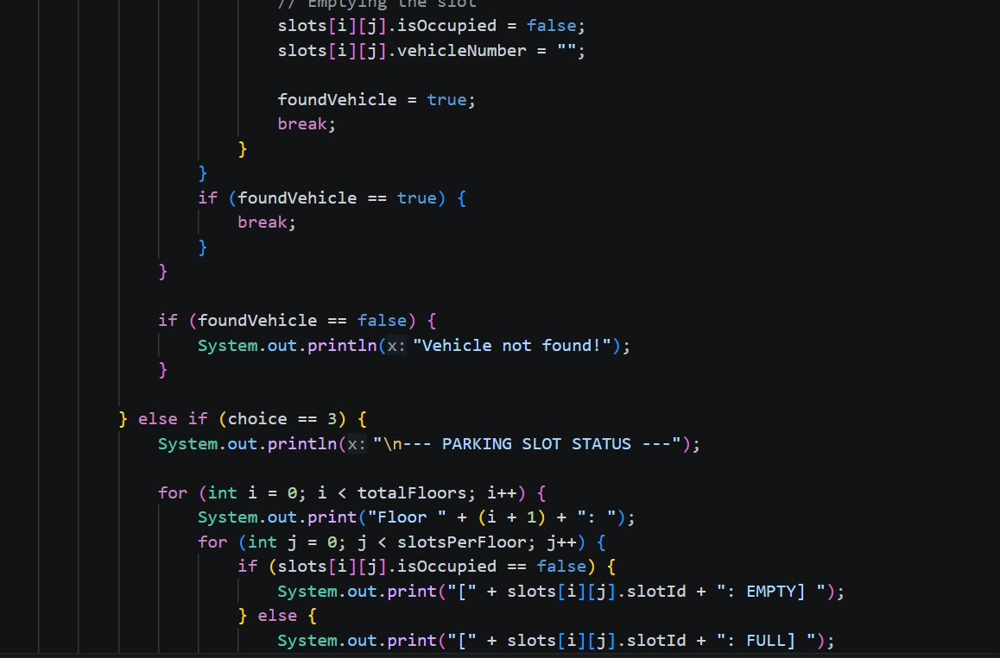 // Emptying the slot
slots[i][j].isOccupied = false;
slots[i][j].vehicleNumber = "";
foundVehicle = true;
break;
}
}
if (foundVehicle == true) {
break;
}
}
if (foundVehicle == false) {
System.out.println(x: "Vehicle not found!");
}
} else if (choice == 3) {
System.out.println(x: "\n--- PARKING SLOT STATUS ---");
for (int i = 0; i < totalFloors; i++) {
System.out.print("Floor " + (i + 1) + ": ");
for (int j = 0; j < slotsPerFloor; j++) {
if (slots[i][j].isOccupied == false) {
System.out.print("[" + slots[i][j].slotId + ": EMPTY] ");
} else {
System.out.print("[" + slots[i][j].slotId + ": FULL] ");